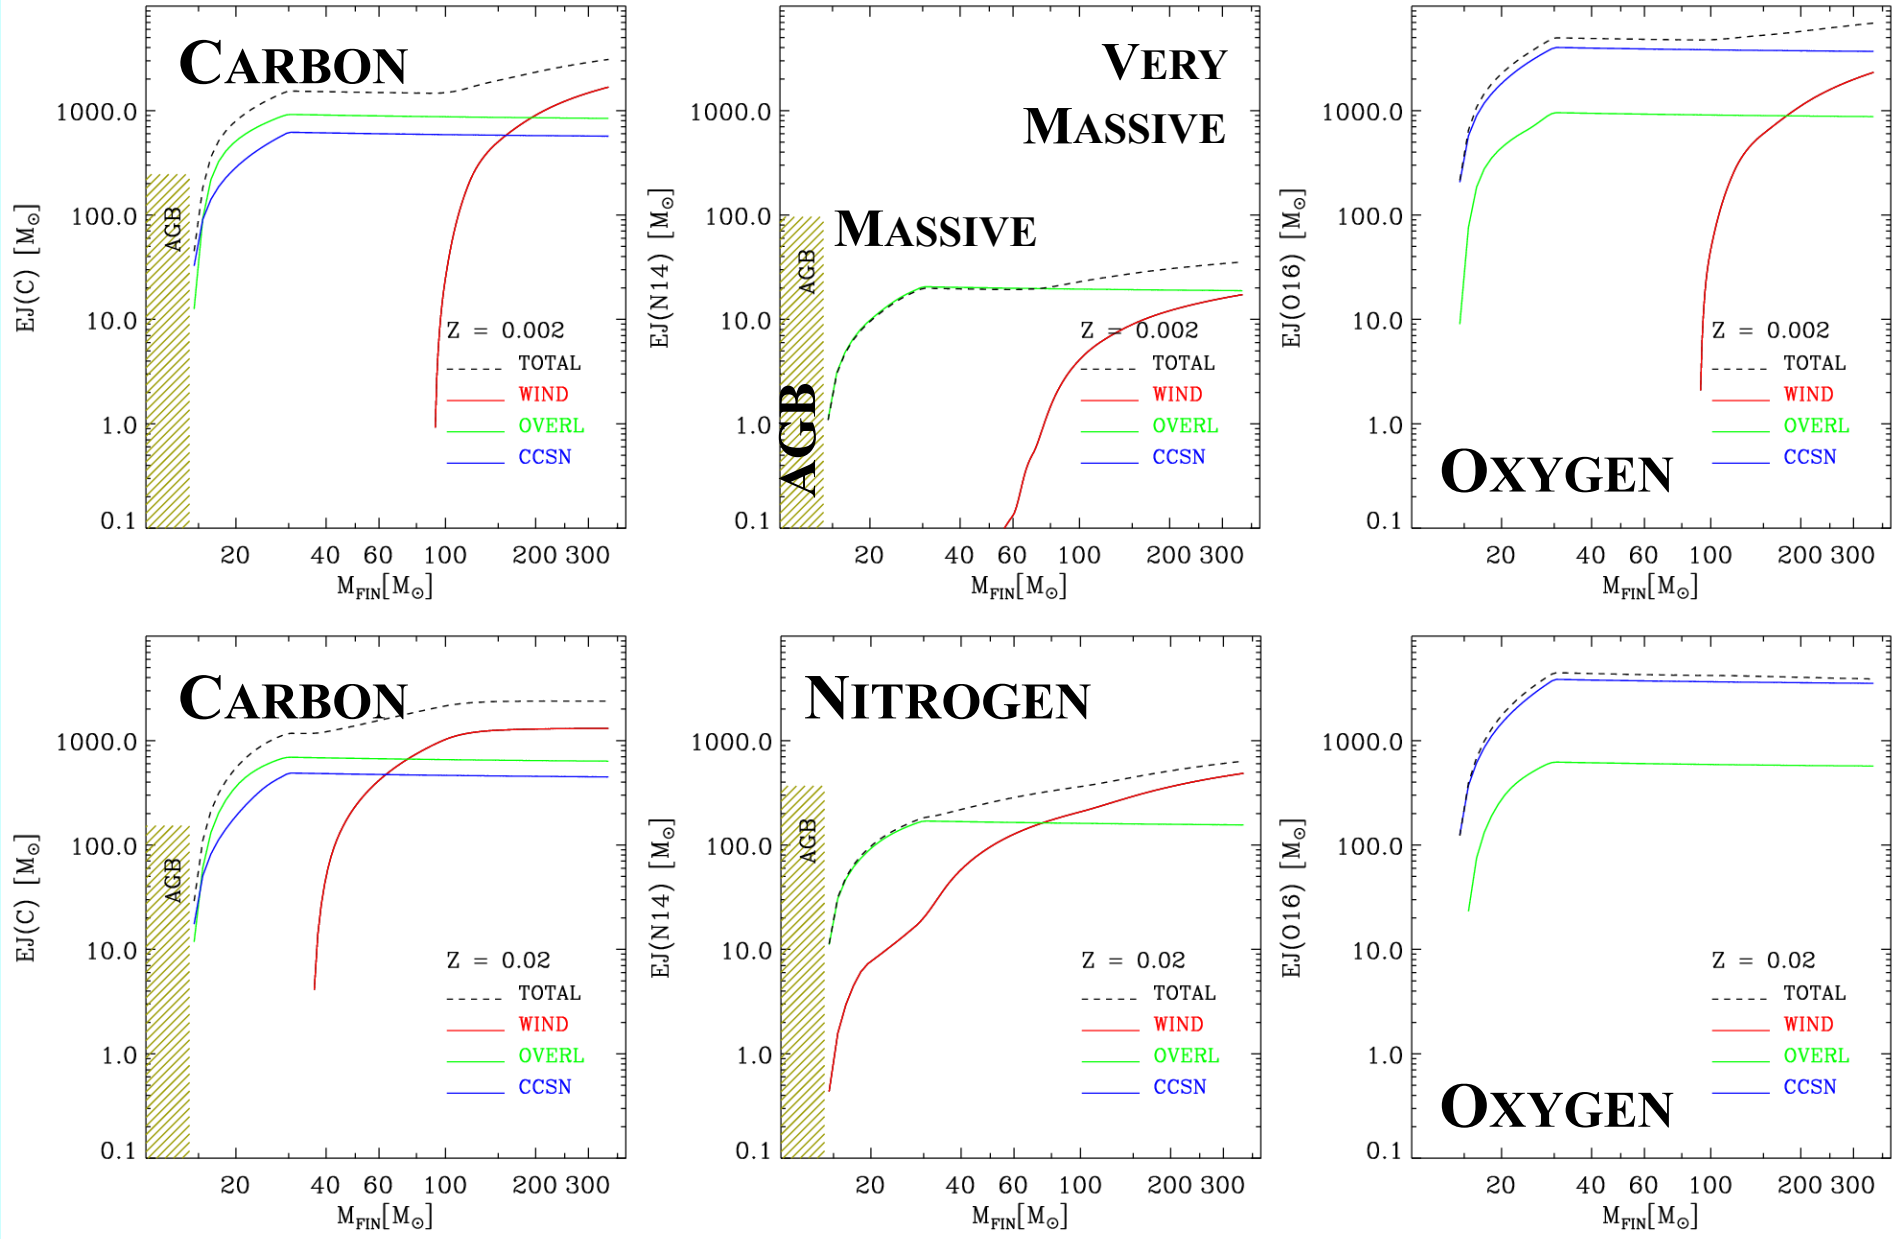 CARBON
1000.0
100.0
10.0
1.0
0.1
EJ(C) [M☉]
AGB
Z = 0.002
TOTAL
WIND
OVERL
CCSN
20 40 60 100 200 300
M_FIN[M☉]
VERY
MASSIVE
MASSIVE
1000.0
100.0
10.0
1.0
0.1
EJ(N14) [M☉]
AGB
AGB
Z = 0.002
TOTAL
WIND
OVERL
CCSN
20 40 60 100 200 300
M_FIN[M☉]
1000.0
100.0
10.0
1.0
0.1
EJ(O16) [M☉]
Z = 0.002
TOTAL
WIND
OVERL
CCSN
OXYGEN
20 40 60 100 200 300
M_FIN[M☉]
CARBON
1000.0
100.0
10.0
1.0
0.1
EJ(C) [M☉]
AGB
Z = 0.02
TOTAL
WIND
OVERL
CCSN
20 40 60 100 200 300
M_FIN[M☉]
NITROGEN
1000.0
100.0
10.0
1.0
0.1
EJ(N14) [M☉]
AGB
Z = 0.02
TOTAL
WIND
OVERL
CCSN
20 40 60 100 200 300
M_FIN[M☉]
1000.0
100.0
10.0
1.0
0.1
EJ(O16) [M☉]
Z = 0.02
TOTAL
WIND
OVERL
CCSN
OXYGEN
20 40 60 100 200 300
M_FIN[M☉]